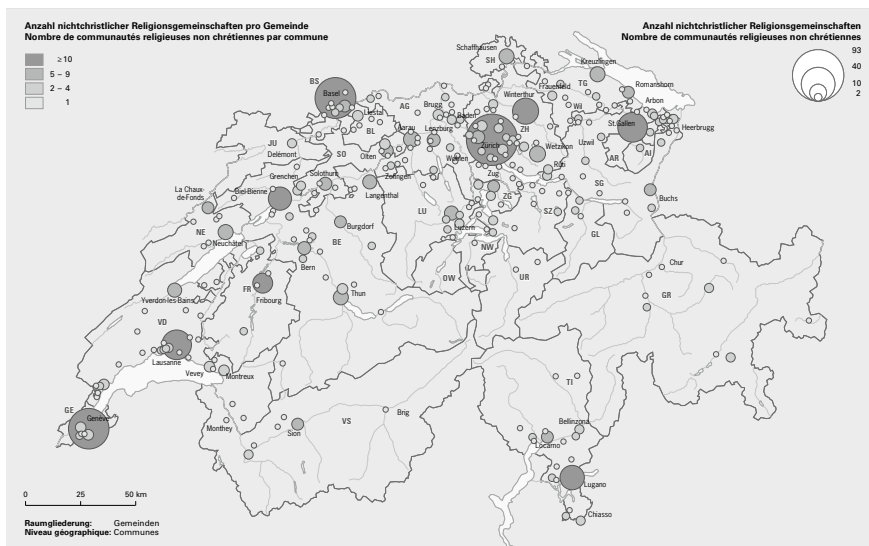 Anzahl nichtchristlicher Religionsgemeinschaften pro Gemeinde
Nombre de communautés religieuses non chrétiennes par commune
≥10
5 – 9
2 – 4
1
Anzahl nichtchristlicher Religionsgemeinschaften
Nombre de communautés religieuses non chrétiennes
93
40
10
2
Schaffhausen
SH
Kreuzlingen
BS
Basel
Frauenfeld
TG
Romanshorn
Winterthur
Arbon
Liestal
AG
Brugg
Baden
Wil
St.Gallen
Heerbrugg
BL
Aarau
Lenzburg
ZH
Zürich
JU
Delémont
SO
Olten
Wohlen
Wetzikon
Uzwil
AR
AI
Zofingen
Rüti
Grenchen
Solothurn
Zug
SG
La Chaux-
de-Fonds
Biel-Bienne
Langenthal
ZG
Buchs
LU
SZ
NE
Neuchâtel
Burgdorf
Luzern
GL
BE
NW
Bern
OW
UR
Chur
FR
Fribourg
Thun
GR
Yverdon-les-Bains
VD
Lausanne
Vevey
Montreux
TI
GE
Genève
VS
Brig
Monthey
Sion
Bellinzona
Locarno
Lugano
Chiasso
0 25 50 km
Raumgliederung: Gemeinden
Niveau géographique: Communes